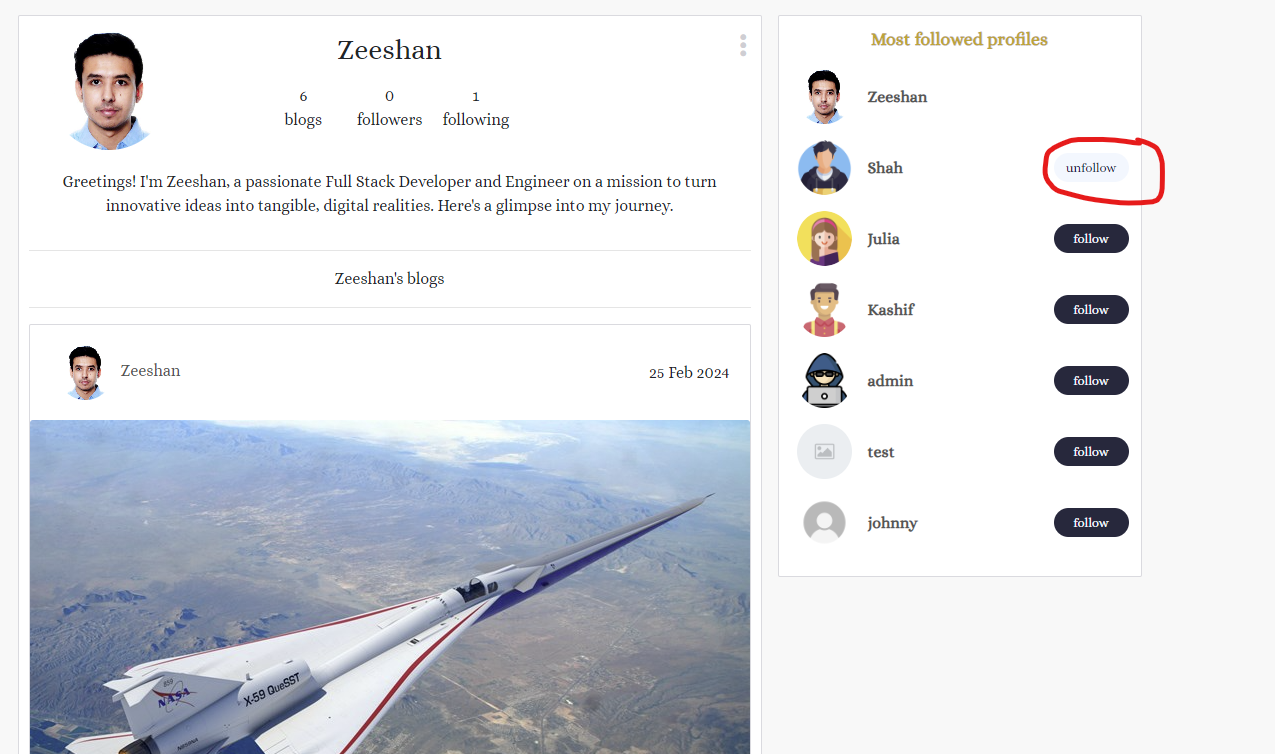 Zeeshan
6 0 1
blogs followers following
Greetings! I'm Zeeshan, a passionate Full Stack Developer and Engineer on a mission to turn
innovative ideas into tangible, digital realities. Here's a glimpse into my journey.
Zeeshan's blogs
Zeeshan
25 Feb 2024
859
NASA
X-59 QueSST
Most followed profiles
Zeeshan
Shah unfollow
Julia follow
Kashif follow
admin follow
test follow
johnny follow